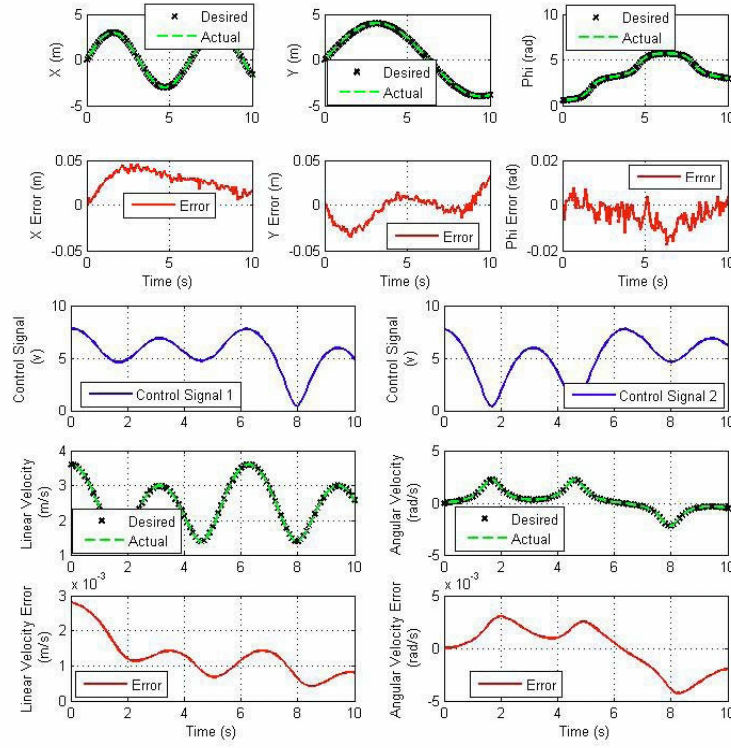 5
0
-5
0
5
10
X (m)
Desired
Actual
5
0
-5
0
5
10
Y (m)
Desired
Actual
10
5
0
0
5
10
Phi (rad)
Desired
Actual
0.05
0
-0.05
0
5
10
X Error (m)
Error
Time (s)
0.05
0
-0.05
0
5
10
Y Error (m)
Error
Time (s)
0.02
0
-0.02
0
5
10
Phi Error (rad)
Error
Time (s)
10
5
0
0 2 4 6 8 10
Control Signal
(v)
Control Signal 1
10
5
0
0 2 4 6 8 10
Control Signal
(v)
Control Signal 2
4
3
2
1
0 2 4 6 8 10
Linear Velocity
(m/s)
Desired
Actual
5
0
-5
0 2 4 6 8 10
Angular Velocity
(rad/s)
Desired
Actual
x 10-3
3
2
1
0
0 2 4 6 8 10
Linear Velocity Error
(m/s)
Error
Time (s)
x 10-3
5
0
-5
0 2 4 6 8 10
Angular Velocity Error
(rad/s)
Error
Time (s)